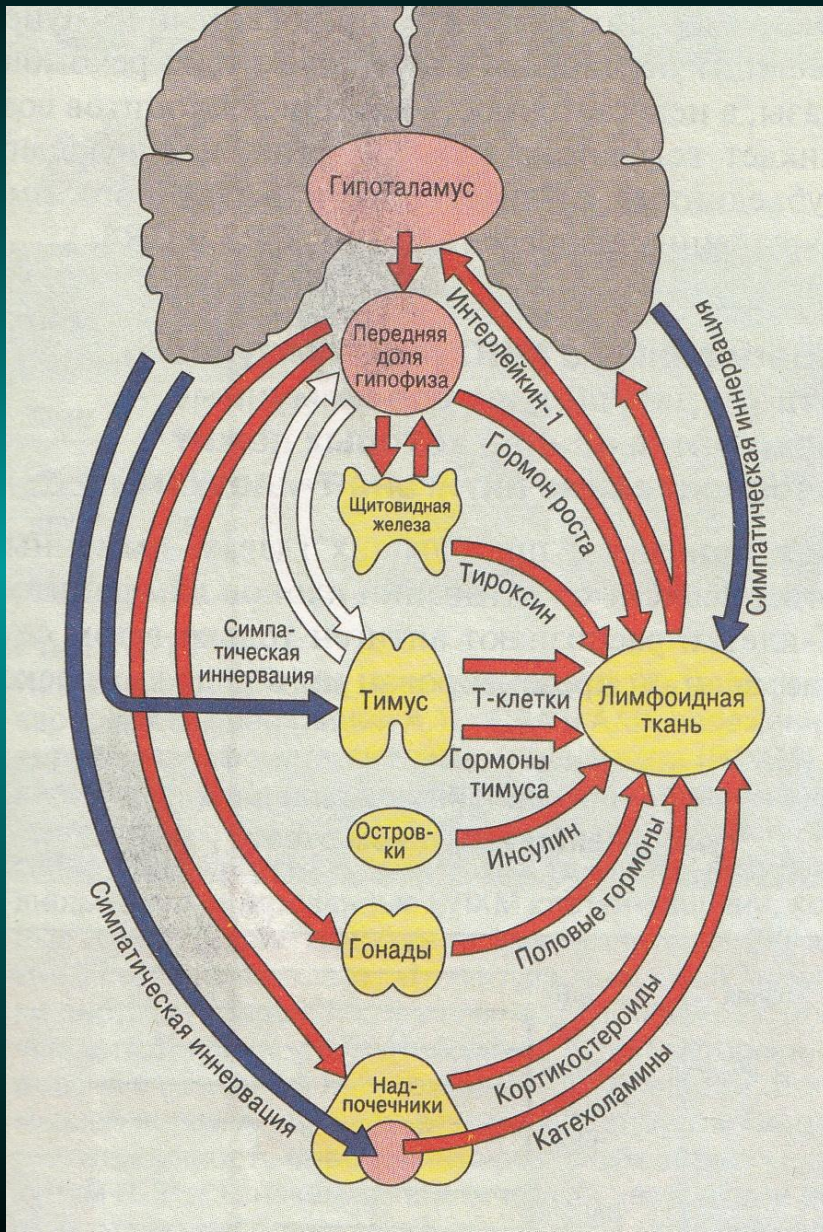 Гипоталамус
Передняя
доля
гипофиза
Интерлейкин-1
Гормон роста
Симпатическая иннервация
Щитовидная
железа
Тироксин
Симпа-
тическая
иннервация
Тимус
Т-клетки
Гормоны
тимуса
Лимфоидная
ткань
Остров-
ки
Инсулин
Гонады
Половые гормоны
Симпатическая иннервация
Над-
почечники
Кортикостероиды
Катехоламины